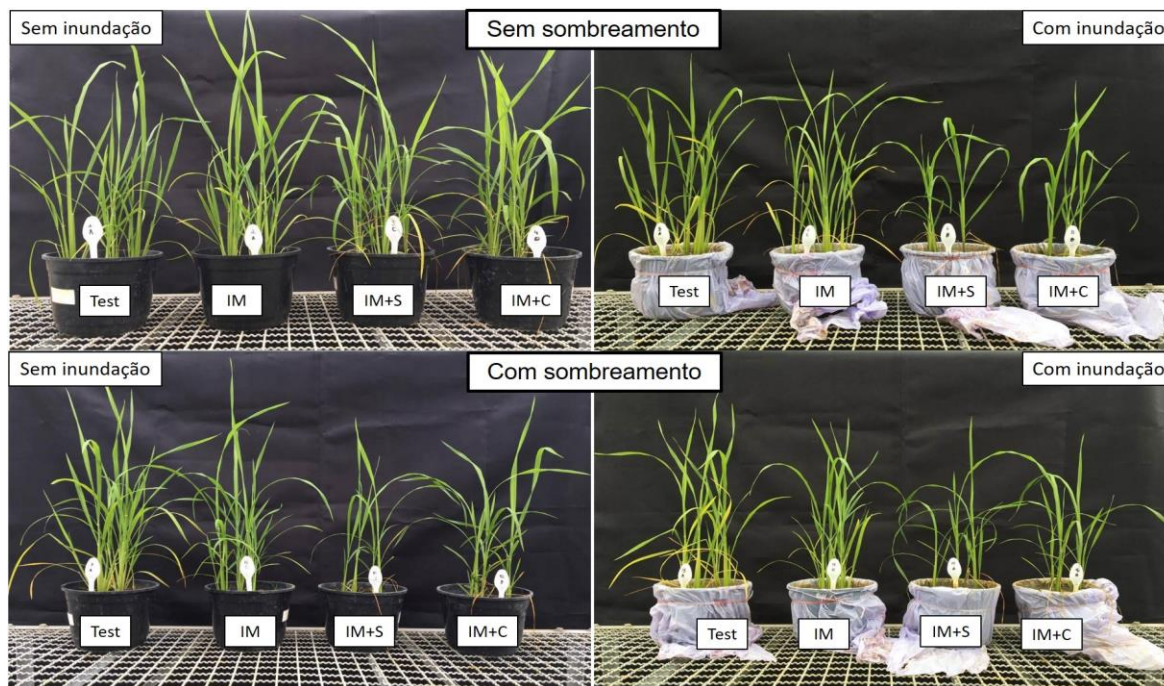 Sem inundação
Sem sombreamento
Com inundação
Test
IM
IM+S
IM+C
Test
IM
IM+S
IM+C
Sem inundação
Com sombreamento
Com inundação
Test
IM
IM+S
IM+C
Test
IM
IM+S
IM+C